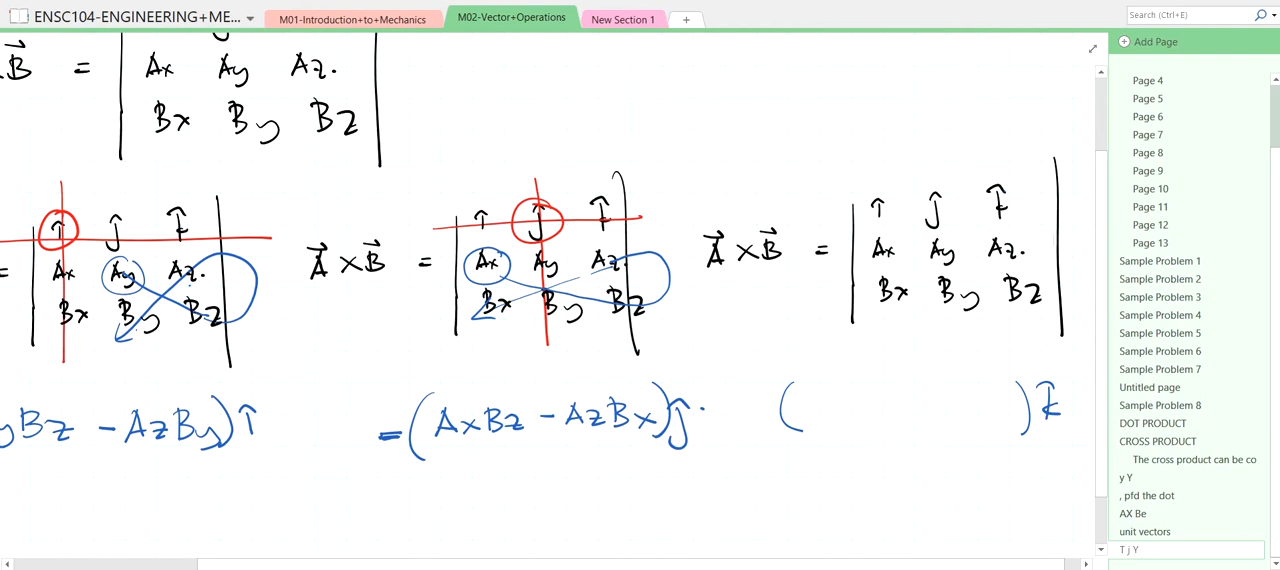 ENSC104-ENGINEERING+ME...
M01-Introduction+to+Mechanics
M02-Vector+Operations
New Section 1
+
Search (Ctrl+E)
Add Page
Page 4
Page 5
Page 6
Page 7
Page 8
Page 9
Page 10
Page 11
Page 12
Page 13
Sample Problem 1
Sample Problem 2
Sample Problem 3
Sample Problem 4
Sample Problem 5
Sample Problem 6
Sample Problem 7
Untitled page
Sample Problem 8
DOT PRODUCT
CROSS PRODUCT
The cross product can be co
y Y
, pfd the dot
AX Be
unit vectors
T j Y
xB⃗ = | Ax Ay Az.
Bx By Bz |
= | î ĵ k̂
Ax Ay Az.
Bx By Bz |
A⃗ × B⃗ = | î ĵ k̂
Ax Ay Az.
Bx By Bz |
A⃗ × B⃗ = | î ĵ k̂
Ax Ay Az.
Bx By Bz |
yBz - AzBy) î
= (AxBz - AzBx) ĵ
( ) k̂